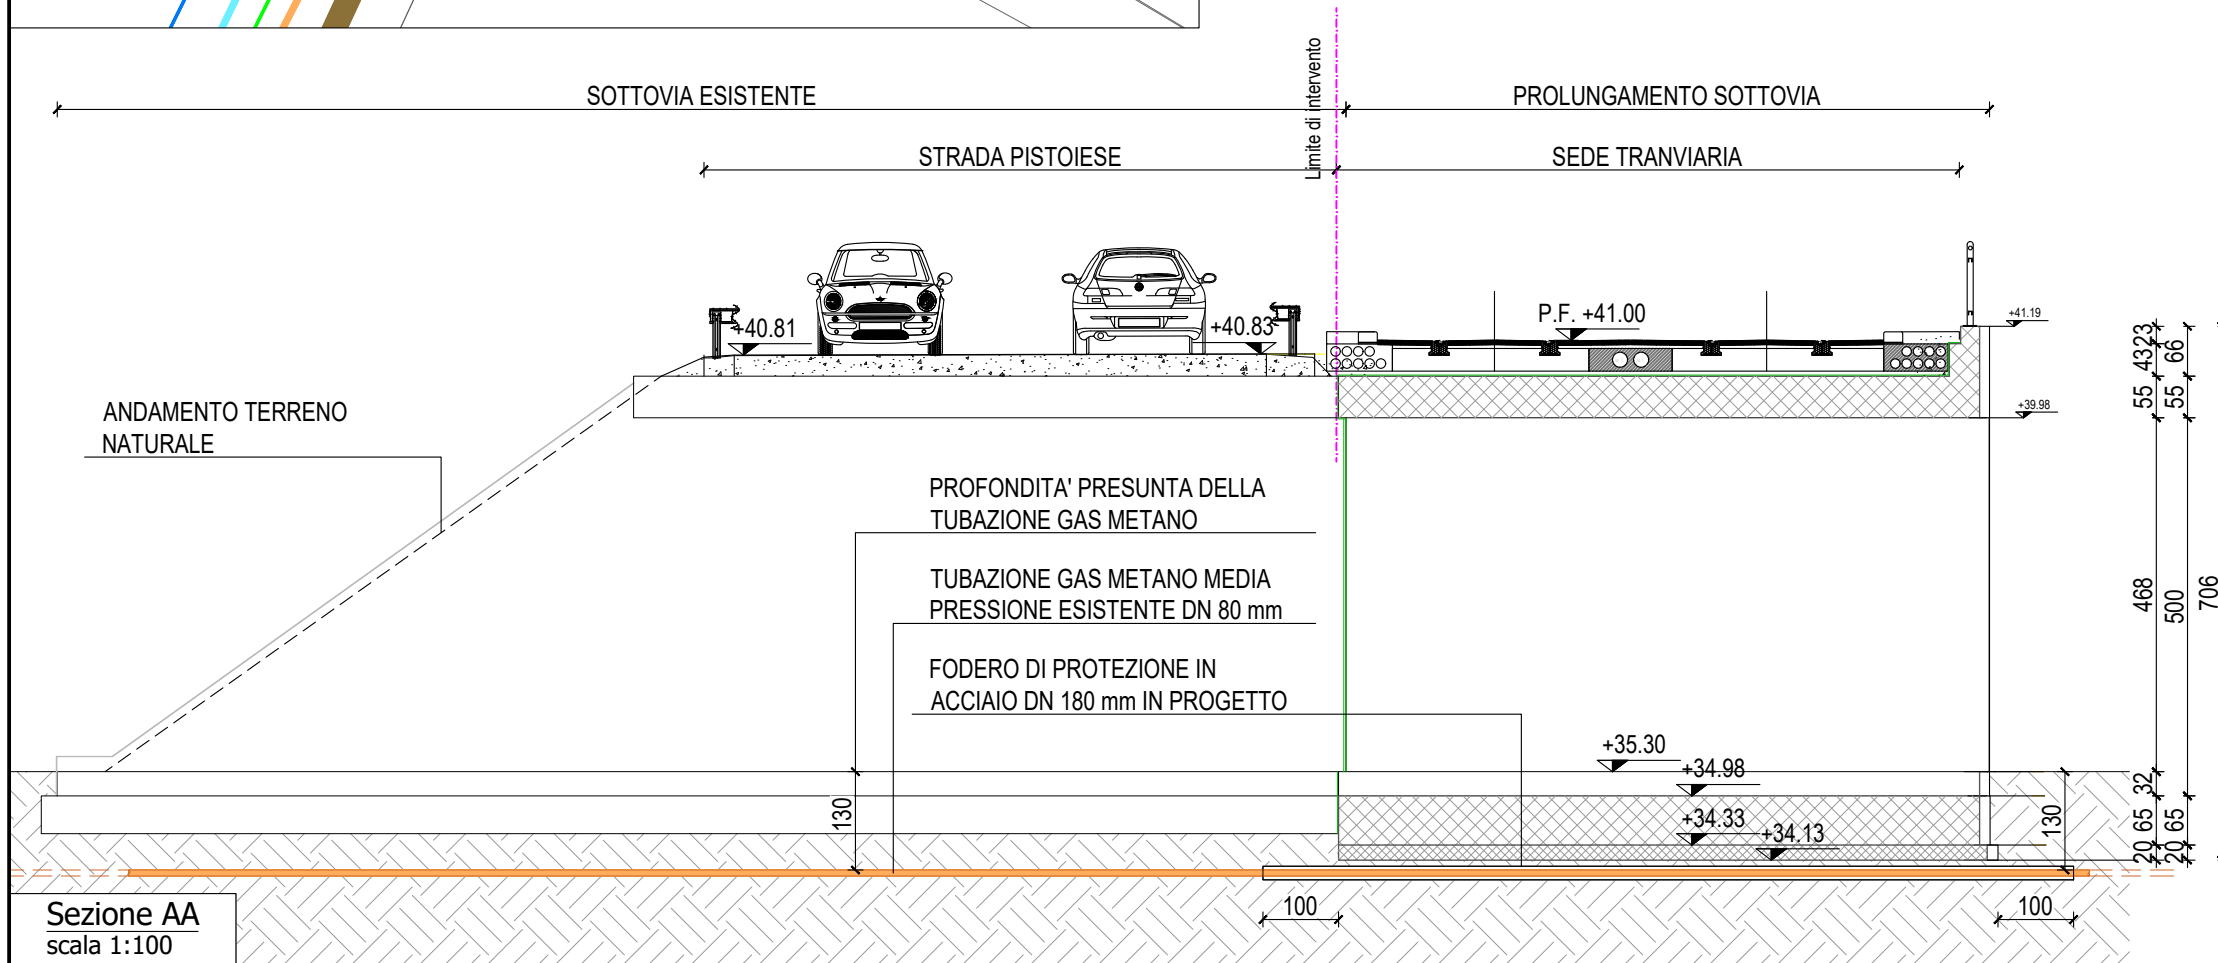 Limite di intervento
SOTTOVIA ESISTENTE
PROLUNGAMENTO SOTTOVIA
STRADA PISTOIESE
SEDE TRANVIARIA
+40.81
+40.83
P.F. +41.00
+41.19
+39.98
ANDAMENTO TERRENO
NATURALE
PROFONDITA' PRESUNTA DELLA
TUBAZIONE GAS METANO
TUBAZIONE GAS METANO MEDIA
PRESSIONE ESISTENTE DN 80 mm
FODERO DI PROTEZIONE IN
ACCIAIO DN 180 mm IN PROGETTO
+35.30
+34.98
+34.33
+34.13
130
130
100
100
23
43
55
468
32
65
20
66
55
500
65
20
706
Sezione AA
scala 1:100